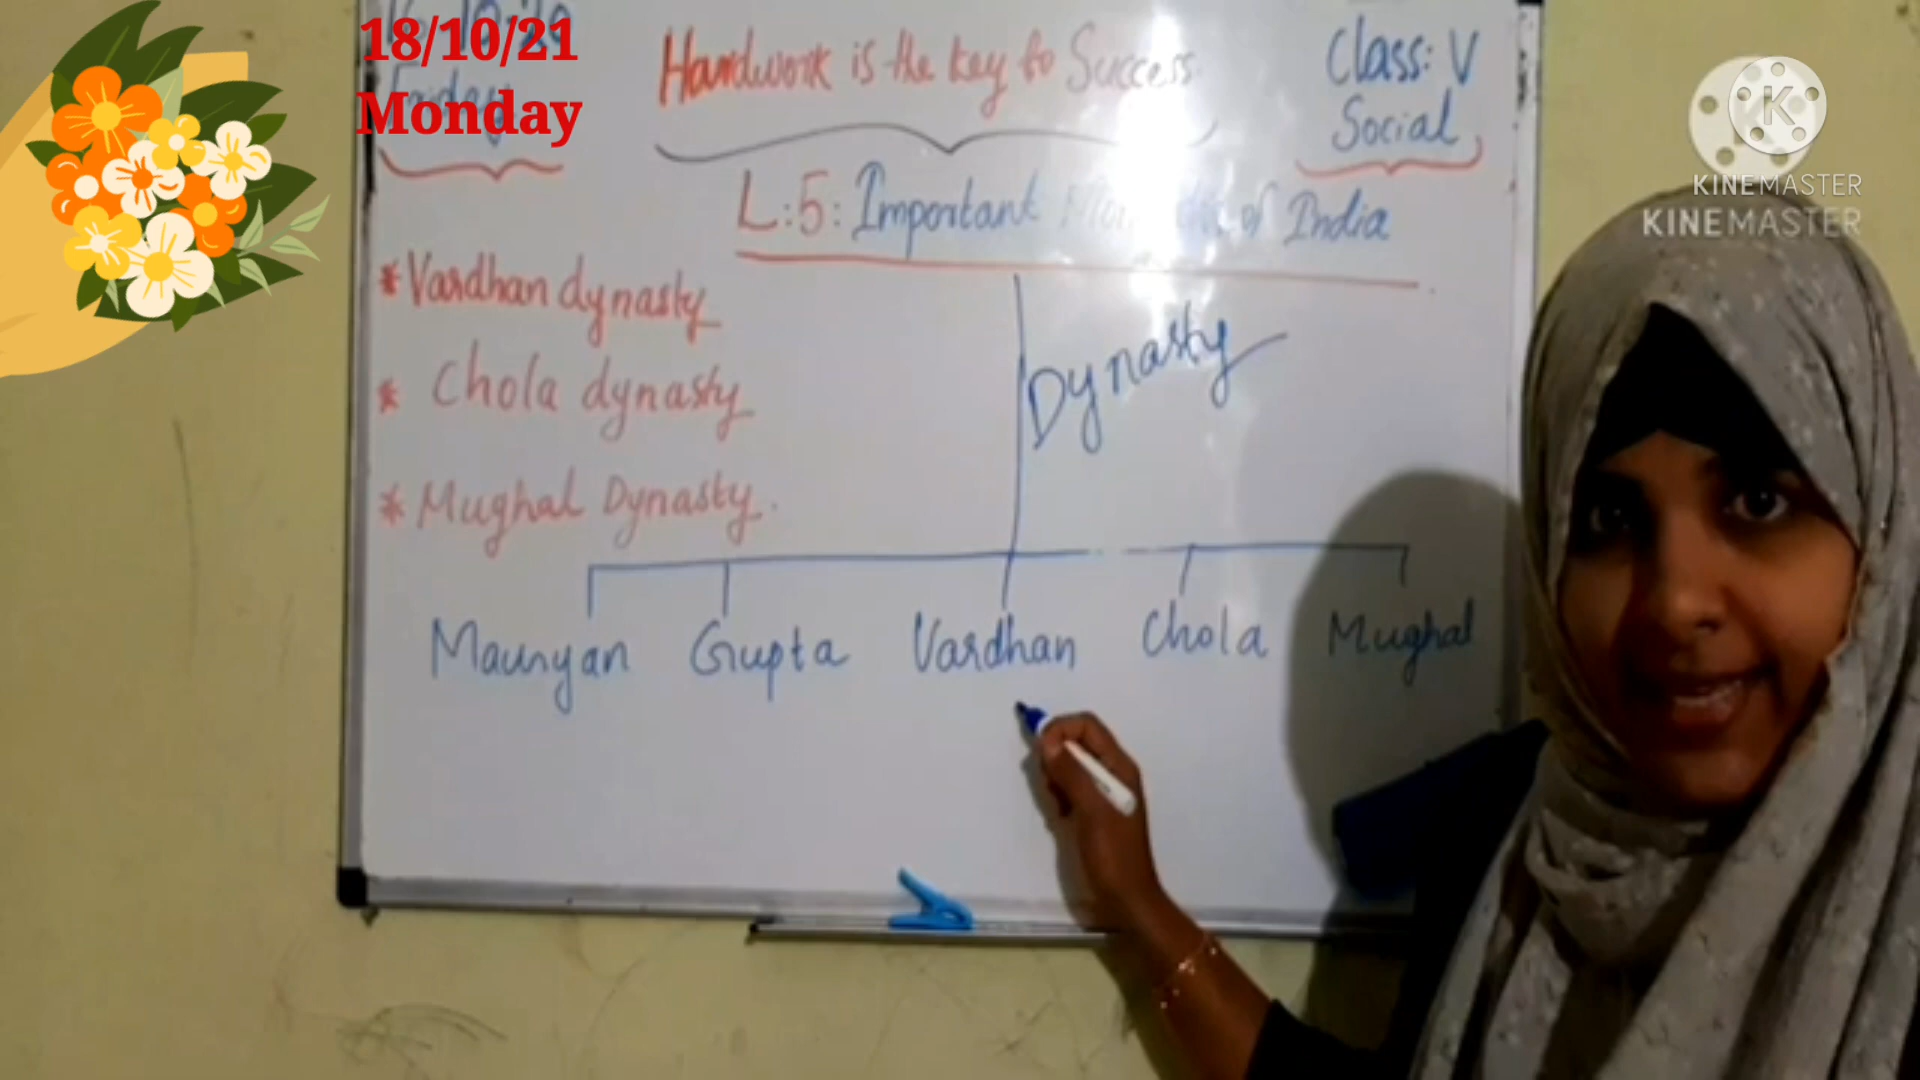 18/10/21
Monday
Hardwork is the key to Success
Class: V
Social
L:5: Important of India
* Vardhan dynasty
* Chola dynasty
* Mughal Dynasty.
Dynasty
Mauryan Gupta Vardhan Chola Mughal
KINEMASTER
KINEMASTER